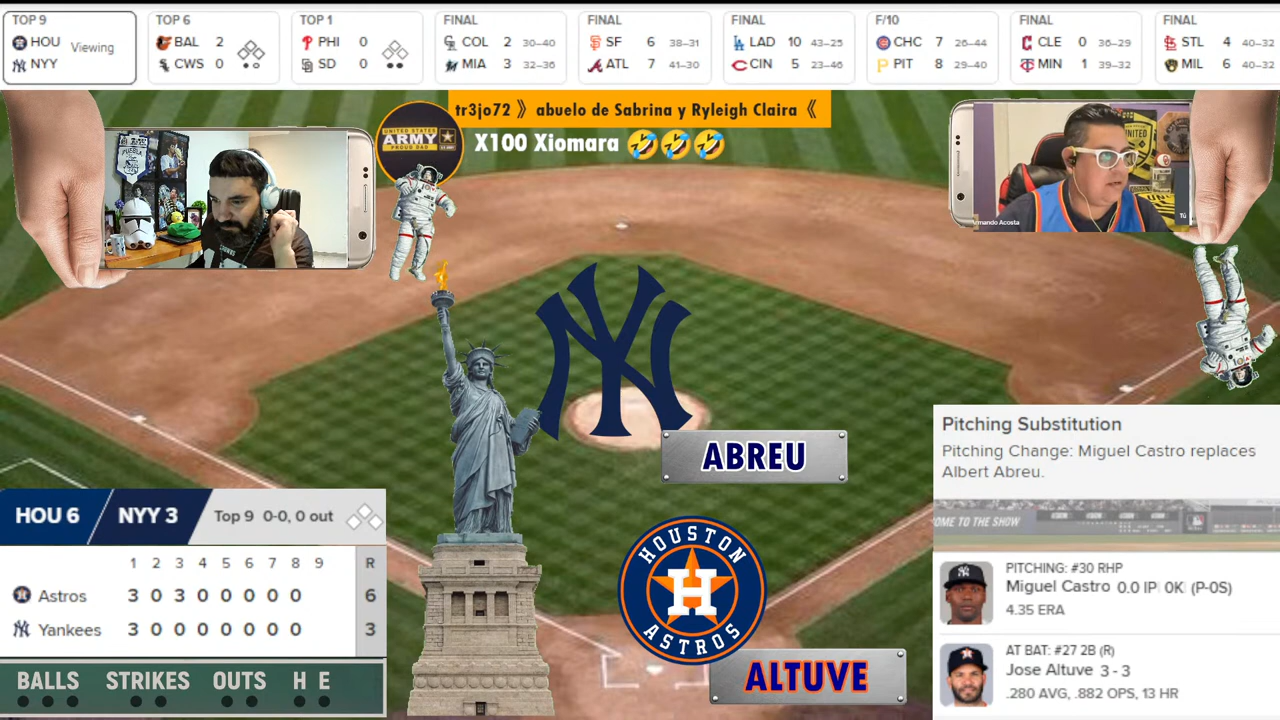 TOP 9
HOU Viewing
NYY
TOP 6
BAL 2
CWS 0
TOP 1
PHI 0
SD 0
FINAL
COL 2 30-40
MIA 3 32-36
FINAL
SF 6 38-31
ATL 7 41-30
FINAL
LAD 10 43-25
CIN 5 23-46
F/10
CHC 7 26-44
PIT 8 29-40
FINAL
CLE 0 36-29
MIN 1 39-32
FINAL
STL 4 40-32
MIL 6 40-32
tr3jo72 》 abuelo de Sabrina y Ryleigh Claira 《
X100 Xiomara 🤣🤣🤣
UNITED STATES
ARMY
PROUD DAD
mando Acosta
Tú
NY
ABREU
HOUSTON
H
ASTROS
ALTUVE
Pitching Substitution
Pitching Change: Miguel Castro replaces
Albert Abreu.
OME TO THE SHOW
PITCHING: #30 RHP
Miguel Castro 0.0 IP 0K (P-0S)
4.35 ERA
AT BAT: #27 2B (R)
Jose Altuve 3 - 3
.280 AVG, .882 OPS, 13 HR
HOU 6 NYY 3 Top 9 0-0, 0 out
1 2 3 4 5 6 7 8 9 R
Astros 3 0 3 0 0 0 0 0 6
Yankees 3 0 0 0 0 0 0 0 3
BALLS STRIKES OUTS H E